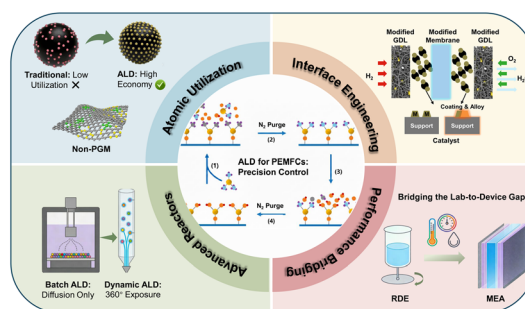 Traditional: Low
Utilization
ALD: High
Economy
Non-PGM
Atomic Utilization
Interface Engineering
Modified
GDL
Modified
Membrane
Modified
GDL
H₂
O₂
Coating & Alloy
M
M
Support
Support
Catalyst
N₂ Purge
(2)
ALD for PEMFCs:
Precision Control
(1)
(3)
N₂ Purge
(4)
Advanced Reactors
Performance Bridging
Batch ALD:
Diffusion Only
Dynamic ALD:
360° Exposure
Bridging the Lab-to-Device Gap
RDE
MEA